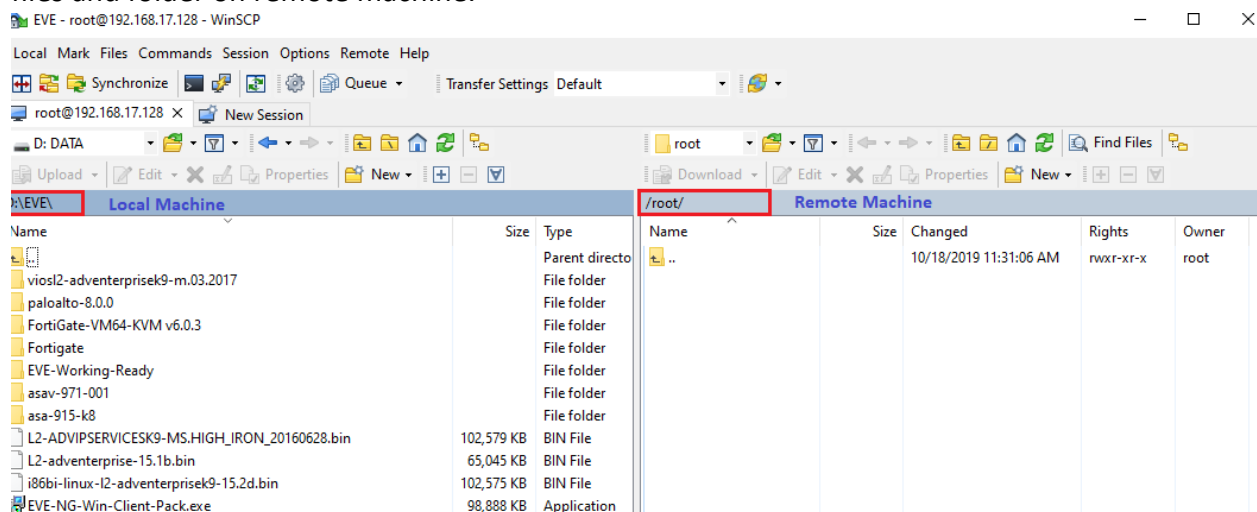 files and folder on remote machine.
EVE - root@192.168.17.128 - WinSCP
Local Mark Files Commands Session Options Remote Help
Synchronize Queue Transfer Settings Default
root@192.168.17.128 × New Session
D: DATA root Find Files
Upload Edit Properties New Download Edit Properties New
D:\EVE\ Local Machine /root/ Remote Machine
Name Size Type Name Size Changed Rights Owner
.. Parent directo .. 10/18/2019 11:31:06 AM rwxr-xr-x root
viosl2-adventerprisek9-m.03.2017 File folder
paloalto-8.0.0 File folder
FortiGate-VM64-KVM v6.0.3 File folder
Fortigate File folder
EVE-Working-Ready File folder
asav-971-001 File folder
asa-915-k8 File folder
L2-ADVIPSERVICESK9-MS.HIGH_IRON_20160628.bin 102,579 KB BIN File
L2-adventerprise-15.1b.bin 65,045 KB BIN File
i86bi-linux-l2-adventerprisek9-15.2d.bin 102,575 KB BIN File
EVE-NG-Win-Client-Pack.exe 98,888 KB Application